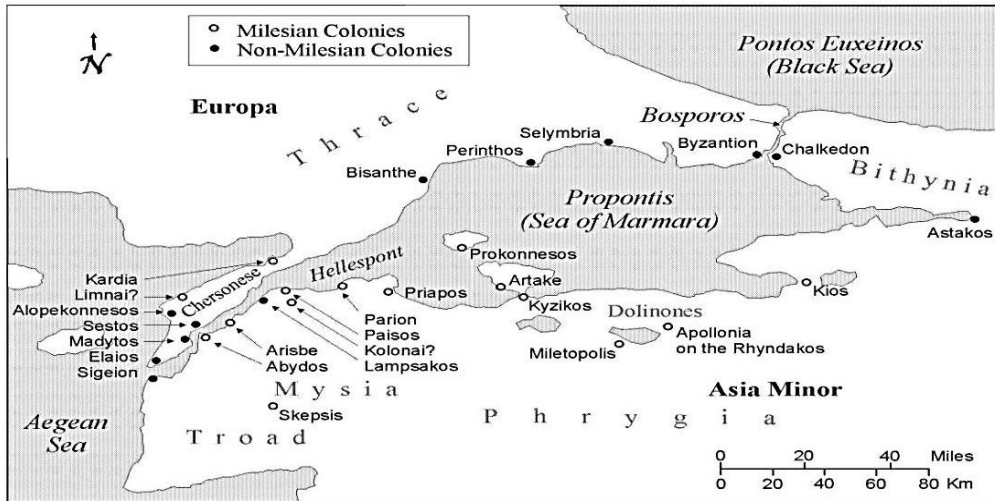 Milesian Colonies
Non-Milesian Colonies
N
Pontos Euxeinos
(Black Sea)
Europa
Thrace
Bosporos
Selymbria
Perinthos
Byzantion
Chalkedon
Bisanthe
Bithynia
Propontis
(Sea of Marmara)
Astakos
Prokonnesos
Hellespont
Kardia
Limnai?
Chersonese
Artake
Kios
Alopekonnesos
Priapos
Kyzikos
Sestos
Parion
Dolinones
Madytos
Paisos
Apollonia
on the Rhyndakos
Elaios
Arisbe
Kolonai?
Miletopolis
Sigeion
Abydos
Lampsakos
Mysia
Asia Minor
Skepsis
Phrygia
Aegean
Sea
Troad
0 20 40 Miles
0 20 40 60 80 Km